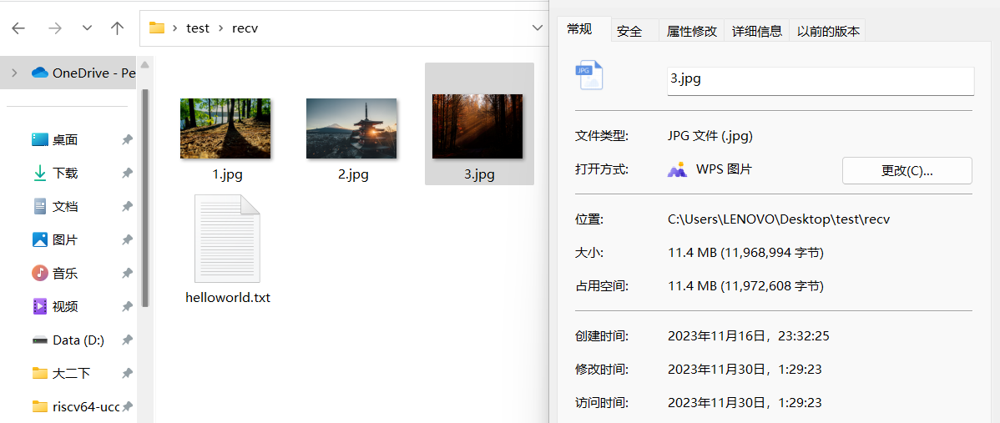 test
recv
OneDrive - Pe
桌面
下载
文档
图片
音乐
视频
Data (D:)
大二下
riscv64-ucc
1.jpg
2.jpg
3.jpg
helloworld.txt
常规
安全
属性修改
详细信息
以前的版本
JPG
3.jpg
文件类型:
JPG 文件 (.jpg)
打开方式:
WPS 图片
更改(C)...
位置:
C:\Users\LENOVO\Desktop\test\recv
大小:
11.4 MB (11,968,994 字节)
占用空间:
11.4 MB (11,972,608 字节)
创建时间:
2023年11月16日，23:32:25
修改时间:
2023年11月30日，1:29:23
访问时间:
2023年11月30日，1:29:23